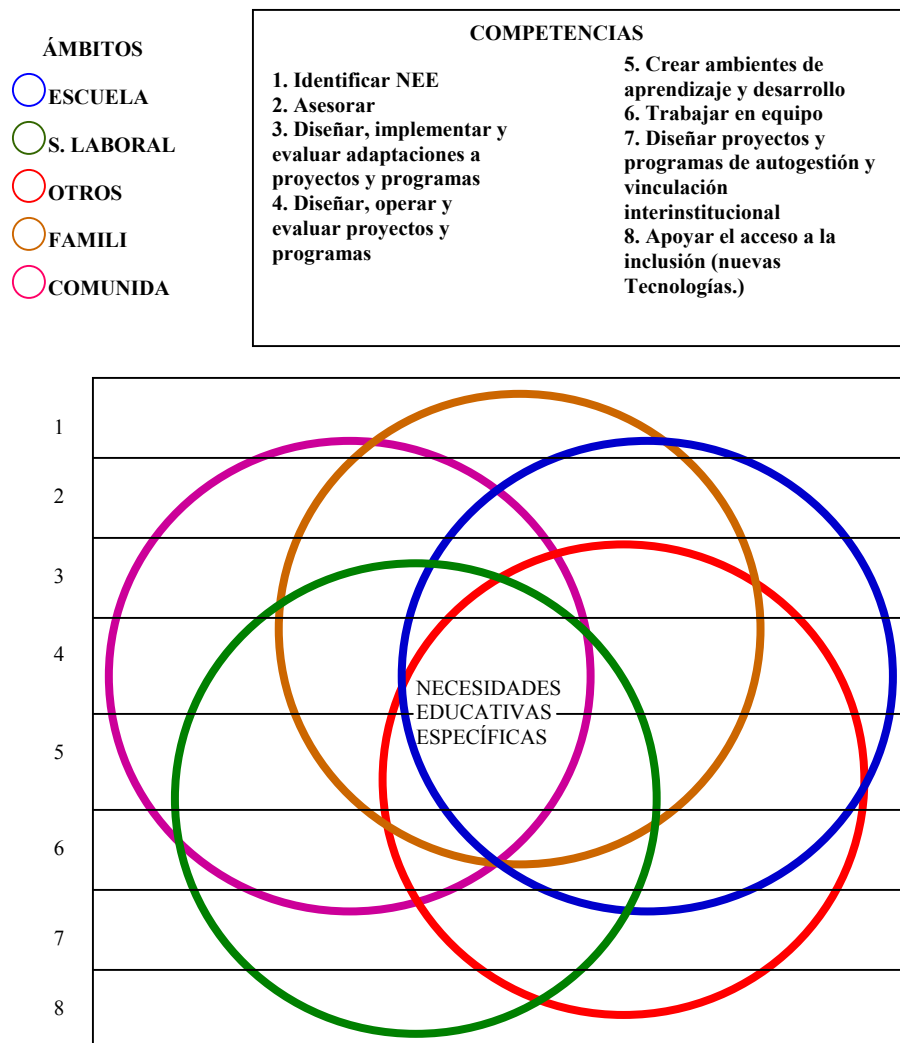 ÁMBITOS
ESCUELA
S. LABORAL
OTROS
FAMILI
COMUNIDA
COMPETENCIAS
1. Identificar NEE
2. Asesorar
3. Diseñar, implementar y
evaluar adaptaciones a
proyectos y programas
4. Diseñar, operar y
evaluar proyectos y
programas
5. Crear ambientes de
aprendizaje y desarrollo
6. Trabajar en equipo
7. Diseñar proyectos y
programas de autogestión y
vinculación
interinstitucional
8. Apoyar el acceso a la
inclusión (nuevas
Tecnologías.)
1
2
3
4
NECESIDADES
EDUCATIVAS
ESPECÍFICAS
5
6
7
8